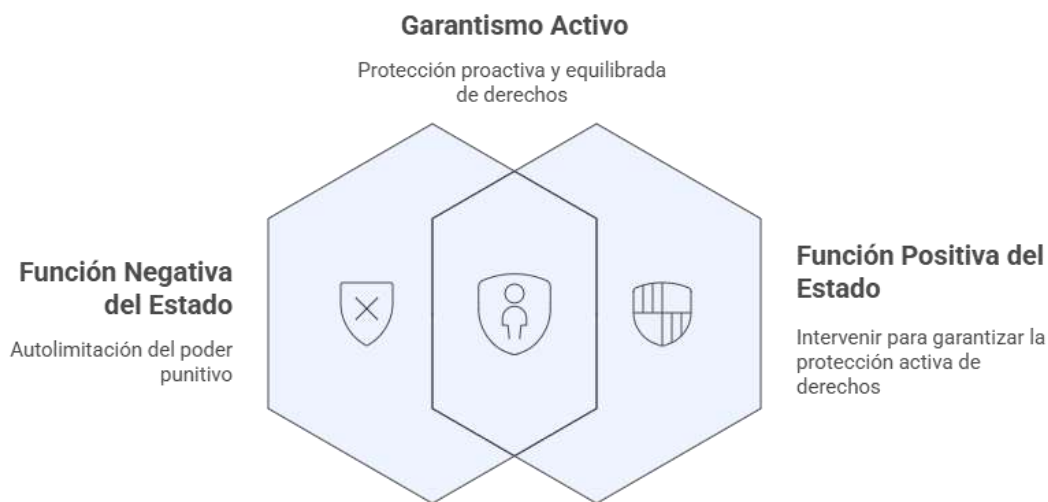 Garantismo Activo
Protección proactiva y equilibrada
de derechos
Función Negativa
del Estado
Autolimitación del poder
punitivo
Función Positiva del
Estado
Intervenir para garantizar la
protección activa de
derechos